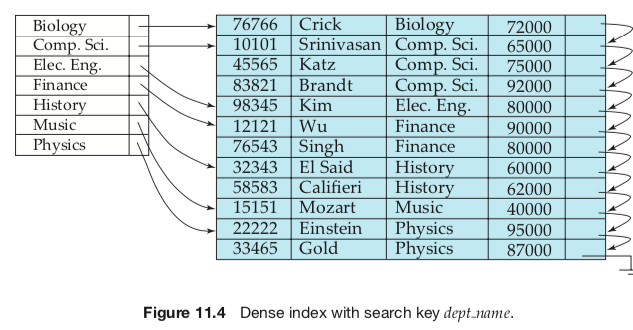 Biology
Comp. Sci.
Elec. Eng.
Finance
History
Music
Physics
76766 Crick Biology 72000
10101 Srinivasan Comp. Sci. 65000
45565 Katz Comp. Sci. 75000
83821 Brandt Comp. Sci. 92000
98345 Kim Elec. Eng. 80000
12121 Wu Finance 90000
76543 Singh Finance 80000
32343 El Said History 60000
58583 Califieri History 62000
15151 Mozart Music 40000
22222 Einstein Physics 95000
33465 Gold Physics 87000
Figure 11.4 Dense index with search key dept_name.